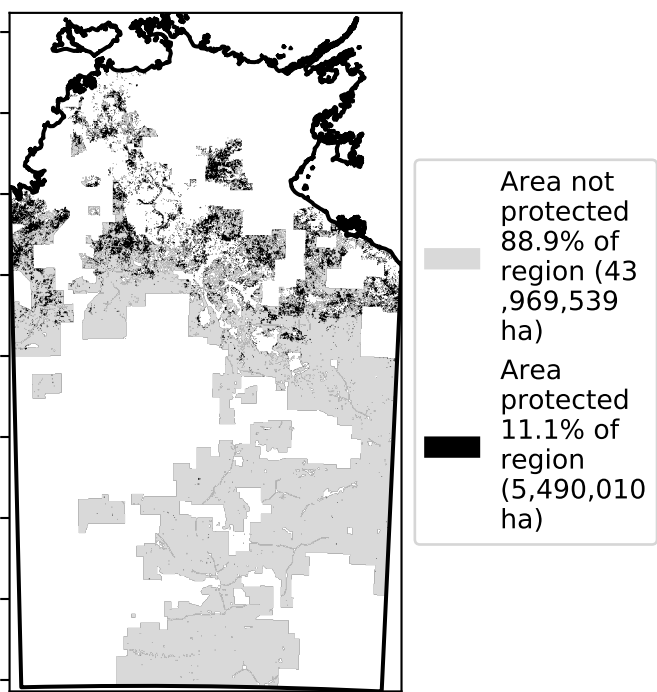 Area not
protected
88.9% of
region (43
,969,539
ha)
Area
protected
11.1% of
region
(5,490,010
ha)